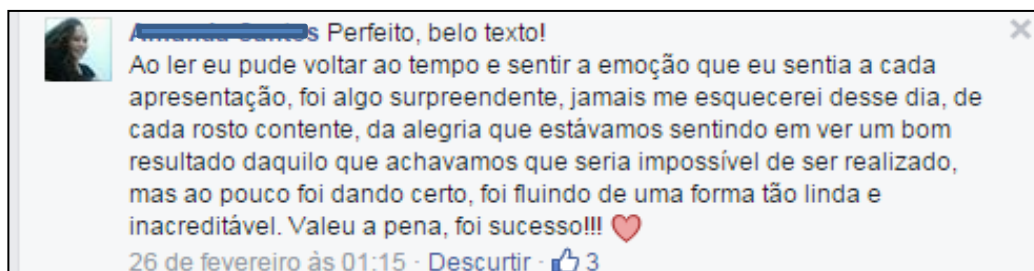 Perfeito, belo texto!
Ao ler eu pude voltar ao tempo e sentir a emoção que eu sentia a cada
apresentação, foi algo surpreendente, jamais me esquecerei desse dia, de
cada rosto contente, da alegria que estávamos sentindo em ver um bom
resultado daquilo que achavamos que seria impossível de ser realizado,
mas ao pouco foi dando certo, foi fluindo de uma forma tão linda e
inacreditável. Valeu a pena, foi sucesso!!!
26 de fevereiro às 01:15 · Descurtir · 3